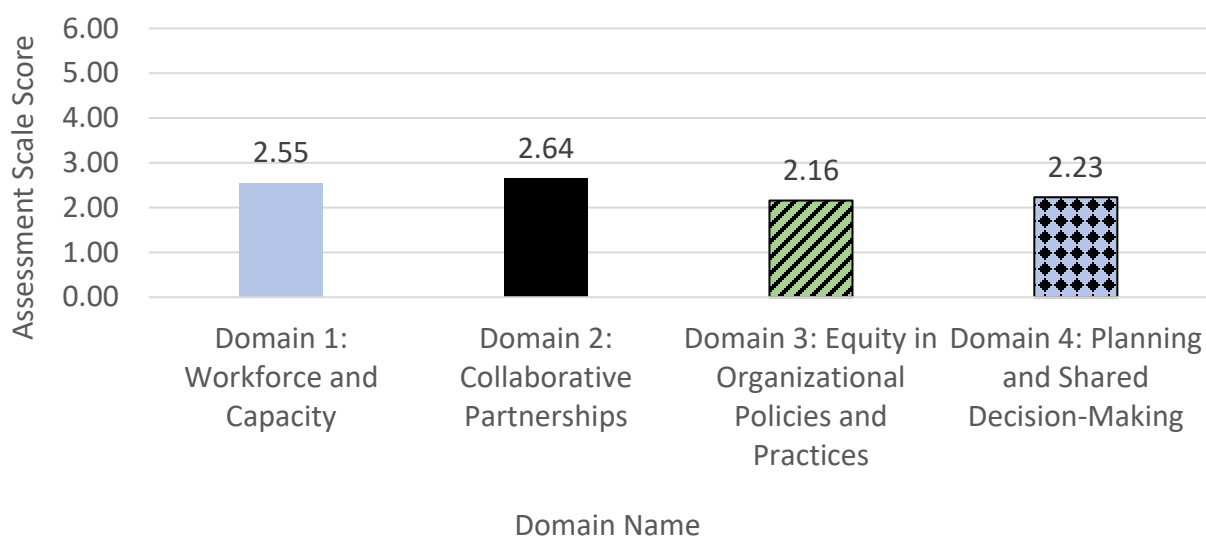 Assessment Scale Score
6.00
5.00
4.00
3.00
2.00
1.00
0.00
2.55
2.64
2.16
2.23
Domain 1:
Workforce and
Capacity
Domain 2:
Collaborative
Partnerships
Domain 3: Equity in
Organizational
Policies and
Practices
Domain 4: Planning
and Shared
Decision-Making
Domain Name